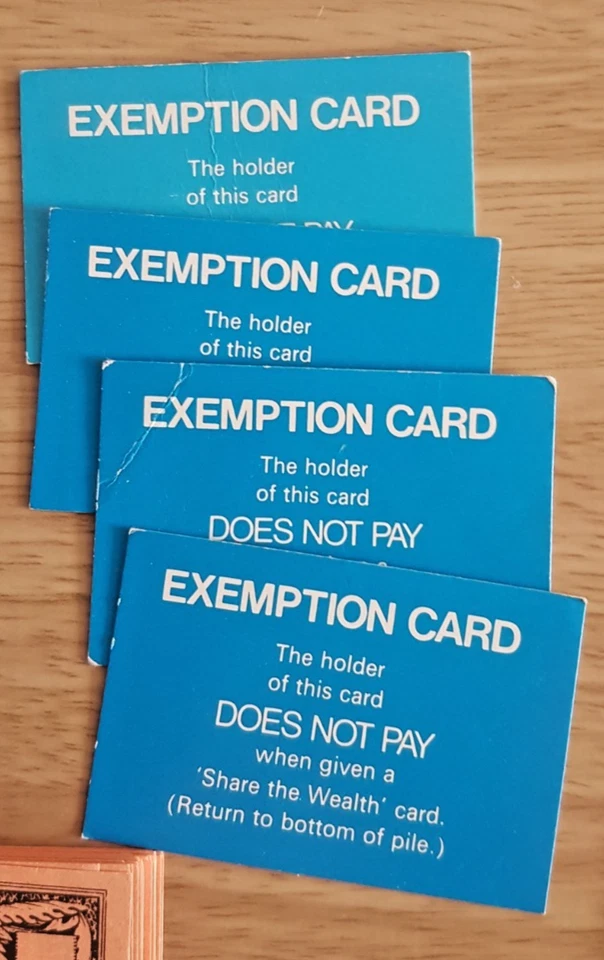 EXEMPTION CARD
The holder
of this card
PAY
EXEMPTION CARD
The holder
of this card
EXEMPTION CARD
The holder
of this card
DOES NOT PAY
EXEMPTION CARD
The holder
of this card
DOES NOT PAY
when given a
'Share the Wealth' card.
(Return to bottom of pile.)